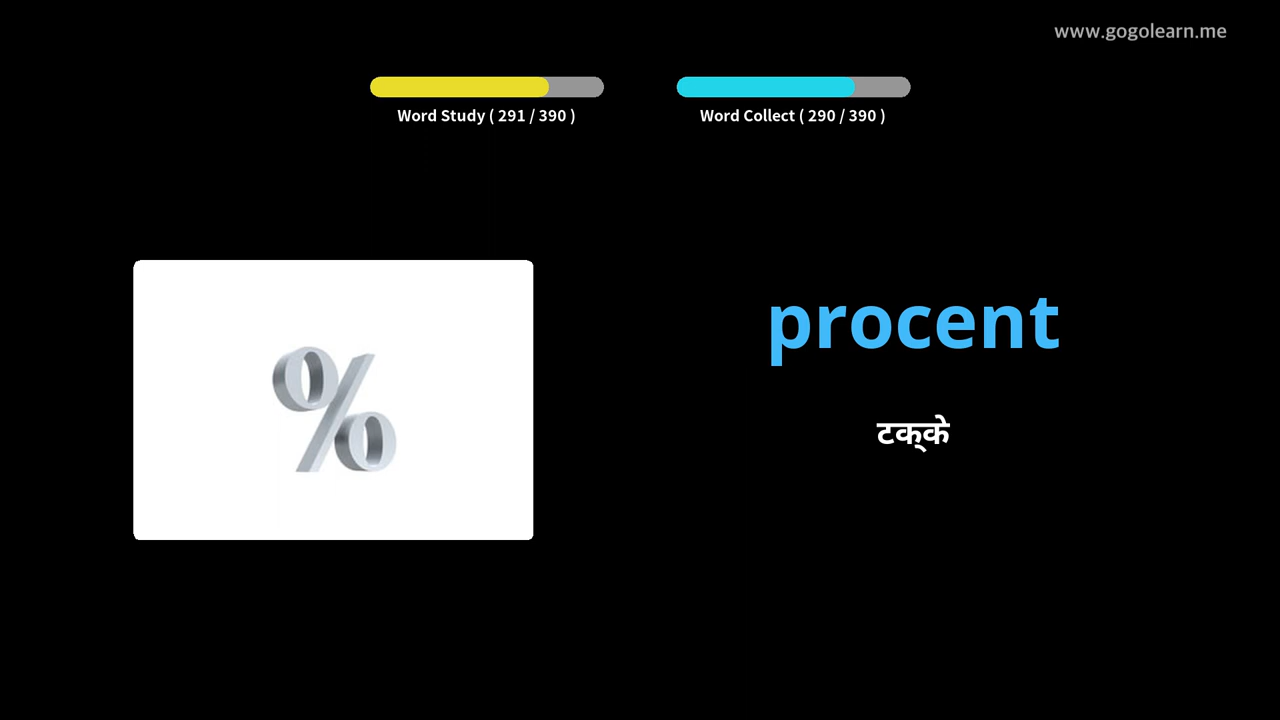 www.gogolearn.me
Word Study ( 291 / 390 )
Word Collect ( 290 / 390 )
%
procent
टक्के